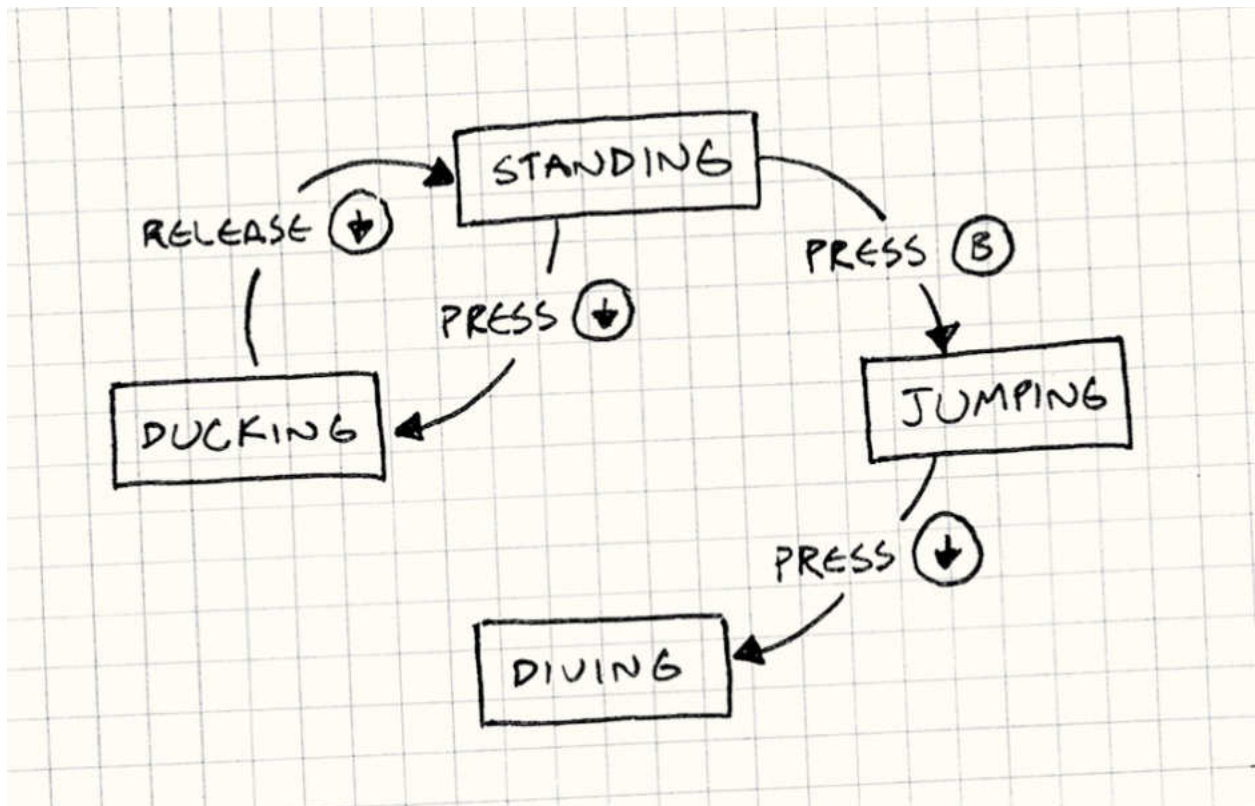 STANDING
RELEASE ↓
PRESS B
PRESS ↓
DUCKING
JUMPING
PRESS ↓
DIVING